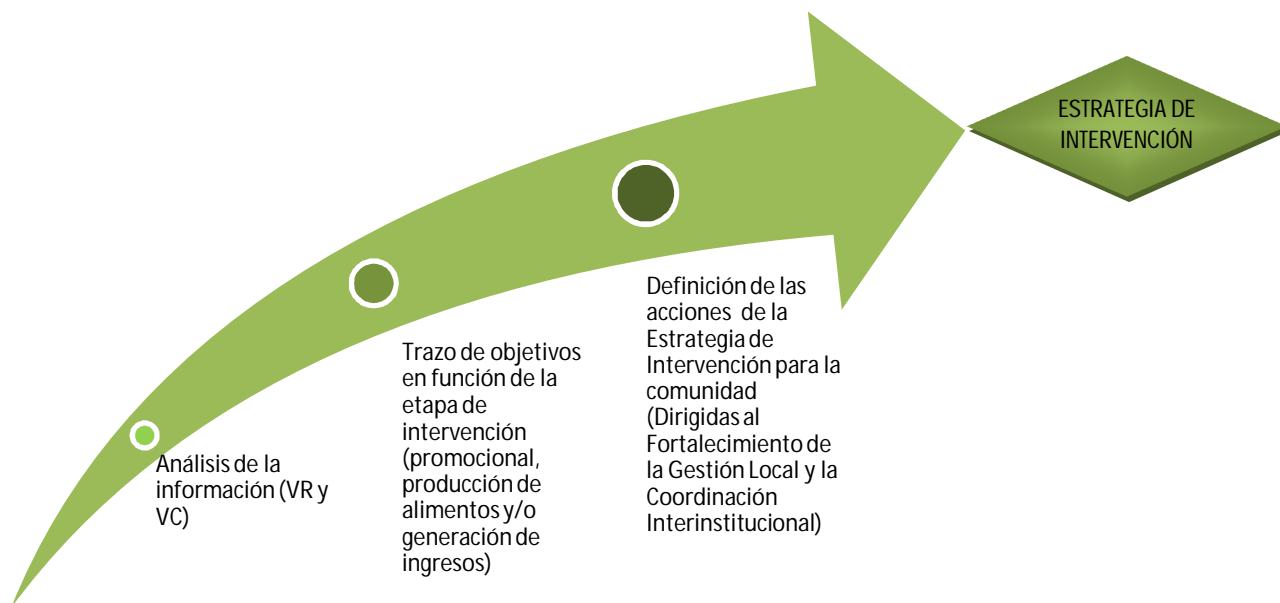 ESTRATEGIA DE
INTERVENCIÓN
Análisis de la
información (VR y
VC)
Trazo de objetivos
en función de la
etapa de
intervención
(promocional,
producción de
alimentos y/o
generación de
ingresos)
Definición de las
acciones de la
Estrategia de
Intervención para la
comunidad
(Dirigidas al
Fortalecimiento de
la Gestión Local y la
Coordinación
Interinstitucional)